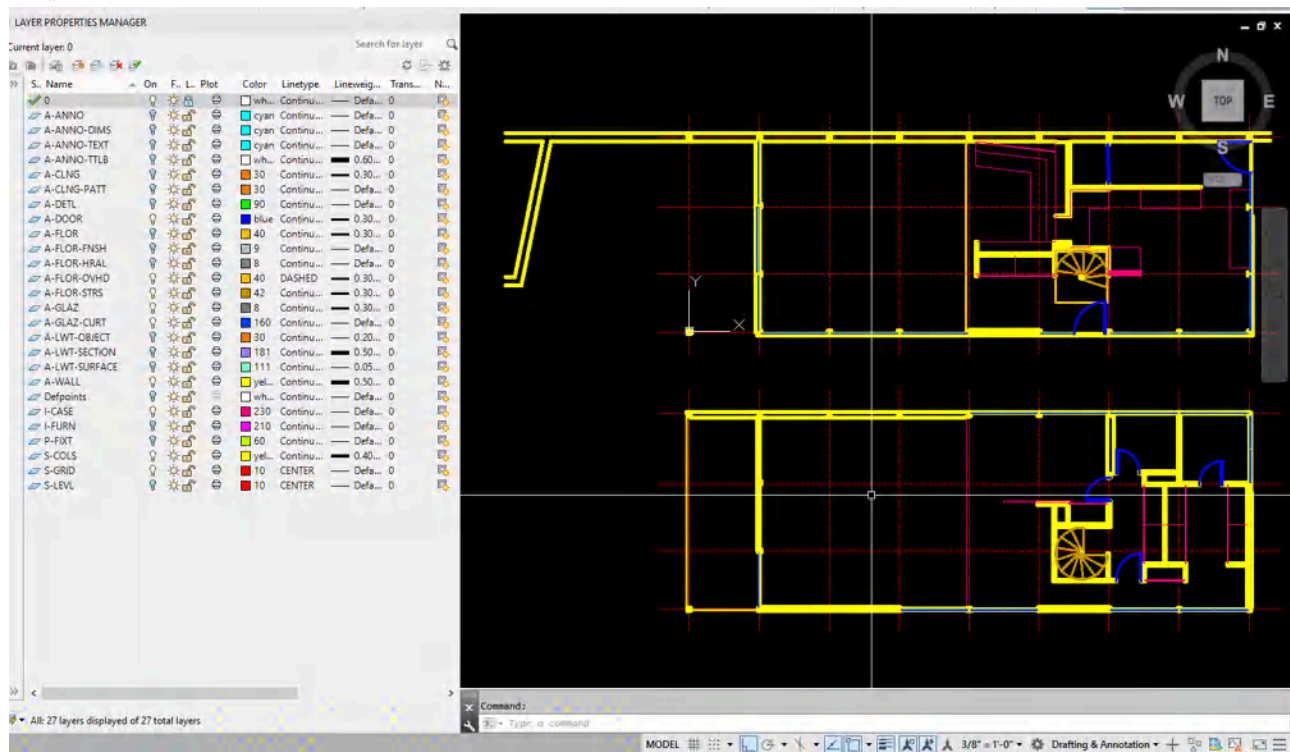 LAYER PROPERTIES MANAGER
Current layer: 0
Search for layer
S.. Name On F.. L.. Plot Color Linetype Lineweig... Trans... N...
0 wh... Continu... Defa... 0
A-ANNO cyan Continu... Defa... 0
A-ANNO-DIMS cyan Continu... Defa... 0
A-ANNO-TEXT cyan Continu... Defa... 0
A-ANNO-TTLB wh... Continu... 0.60... 0
A-CLNG 30 Continu... 0.30... 0
A-CLNG-PATT 30 Continu... Defa... 0
A-DETL 90 Continu... Defa... 0
A-DOOR blue Continu... 0.30... 0
A-FLOR 40 Continu... 0.30... 0
A-FLOR-FNSH 9 Continu... Defa... 0
A-FLOR-HRAL 8 Continu... Defa... 0
A-FLOR-OVHD 40 DASHED 0.30... 0
A-FLOR-STRS 42 Continu... 0.30... 0
A-GLAZ 8 Continu... 0.30... 0
A-GLAZ-CURT 160 Continu... Defa... 0
A-LWT-OBJECT 30 Continu... 0.20... 0
A-LWT-SECTION 181 Continu... 0.50... 0
A-LWT-SURFACE 111 Continu... 0.05... 0
A-WALL yel... Continu... 0.50... 0
Defpoints wh... Continu... Defa... 0
I-CASE 230 Continu... Defa... 0
I-FURN 210 Continu... Defa... 0
P-FIXT 60 Continu... Defa... 0
S-COLS yel... Continu... 0.40... 0
S-GRID 10 CENTER Defa... 0
S-LEVL 10 CENTER Defa... 0
All: 27 layers displayed of 27 total layers
N
W TOP E
S
Y
X
Command:
Type a command
MODEL 3/8" = 1'-0" Drafting & Annotation